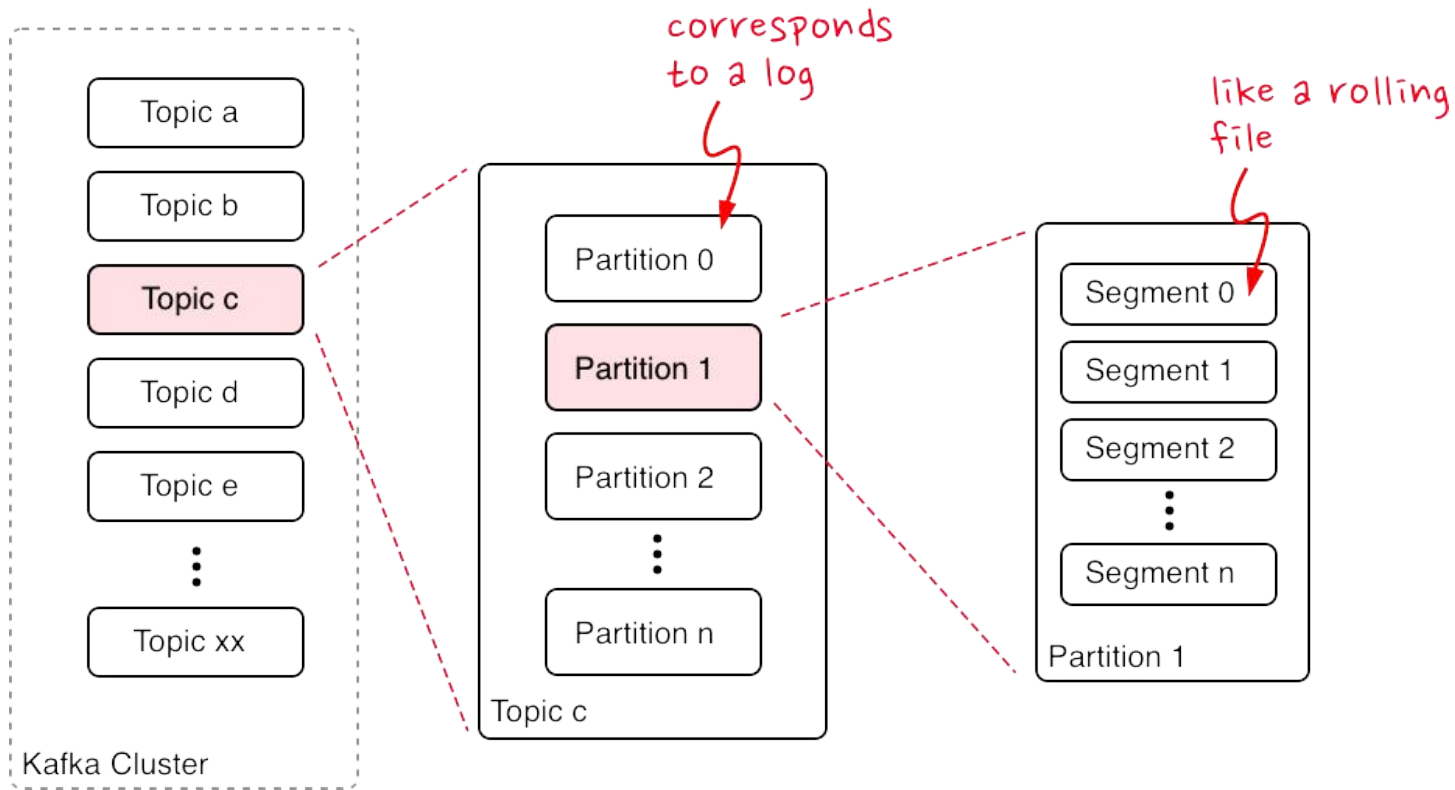 Topic a
Topic b
Topic c
Topic d
Topic e
Topic xx
Kafka Cluster
corresponds
to a log
Partition 0
Partition 1
Partition 2
Partition n
Topic c
like a rolling
file
Segment 0
Segment 1
Segment 2
Segment n
Partition 1